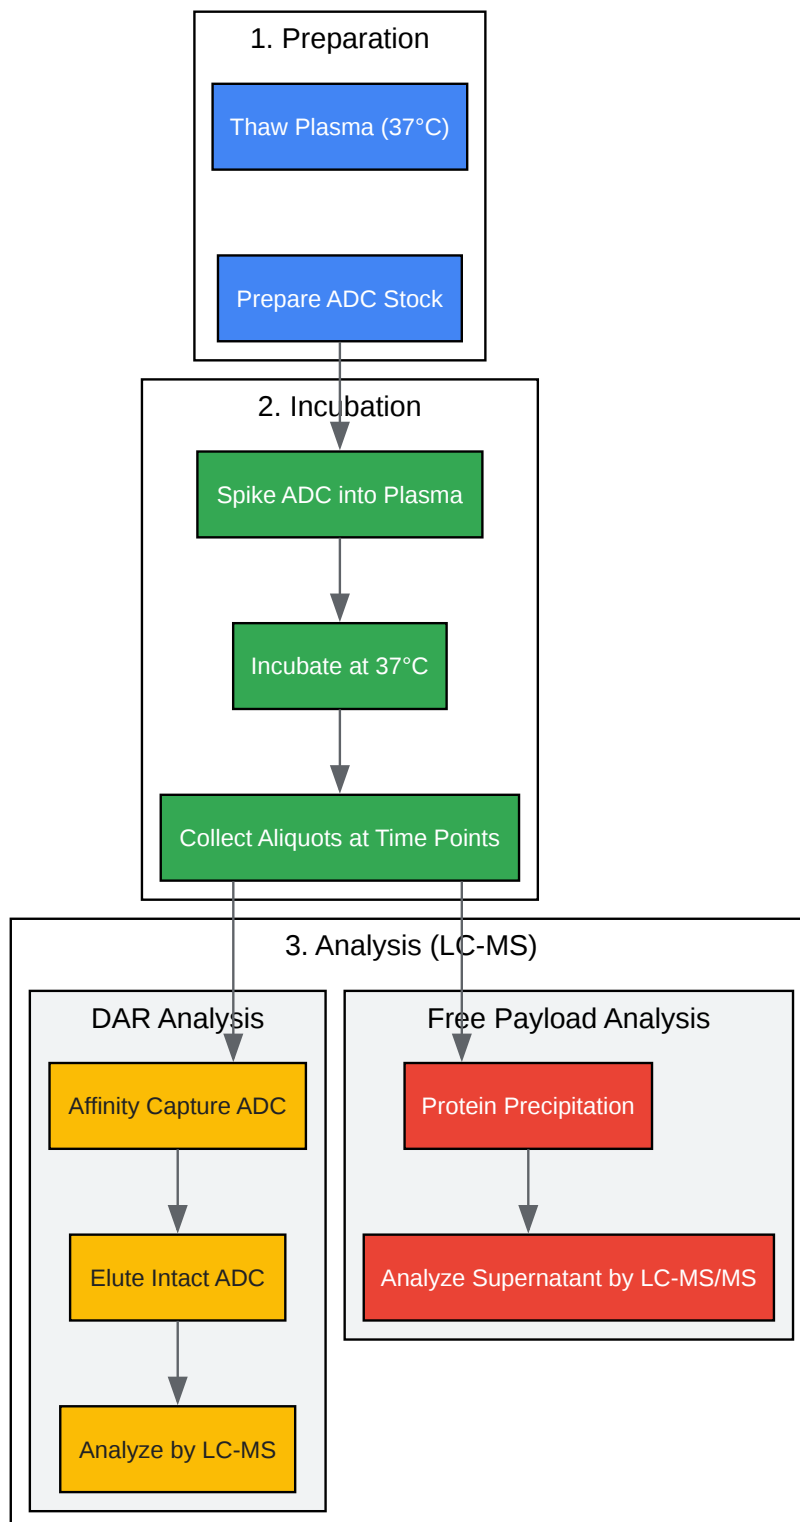 1. Preparation
Thaw Plasma (37°C)
Prepare ADC Stock
2. Incubation
Spike ADC into Plasma
Incubate at 37°C
Collect Aliquots at Time Points
3. Analysis (LC-MS)
DAR Analysis
Affinity Capture ADC
Elute Intact ADC
Analyze by LC-MS
Free Payload Analysis
Protein Precipitation
Analyze Supernatant by LC-MS/MS